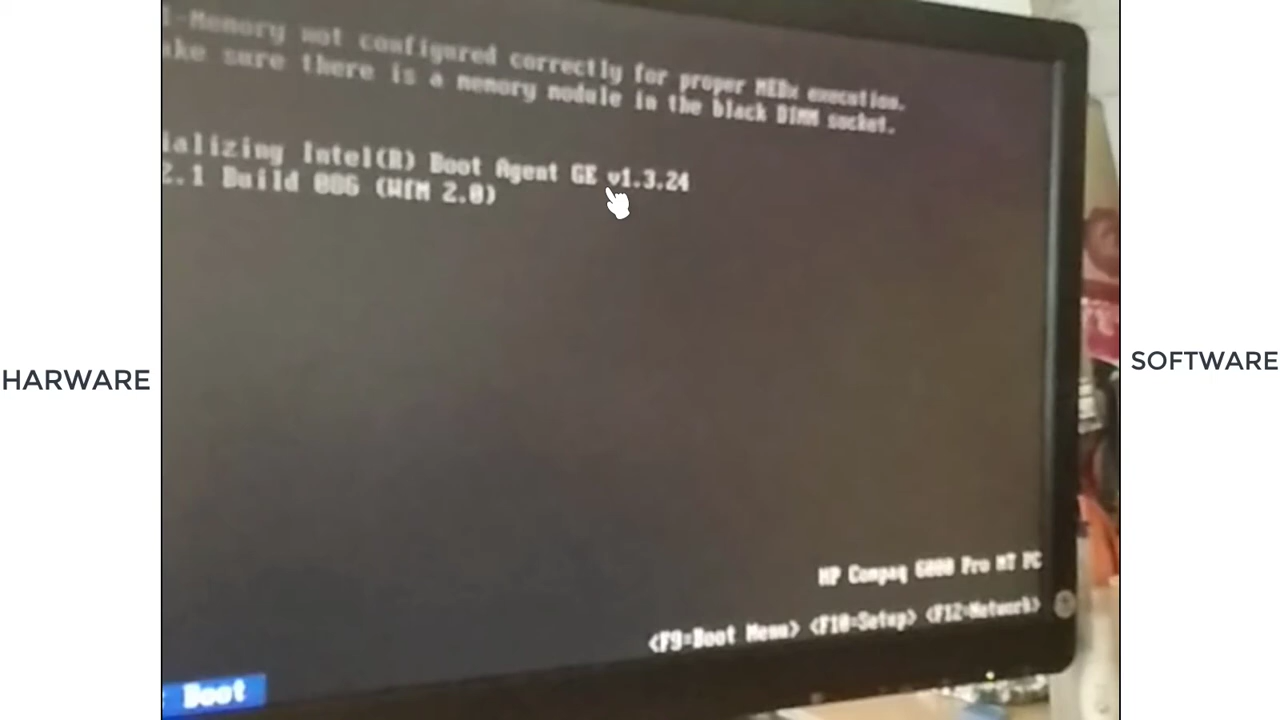 -Memory not configured correctly for proper MEBx execution.
ake sure there is a memory module in the black DIMM socket.
ializing Intel(R) Boot Agent GE v1.3.24
2.1 Build 086 (WfM 2.0)
HARWARE
SOFTWARE
HP Compaq 6000 Pro MT PC
<F9=Boot Menu> <F10=Setup> <F12=Network>
Boot